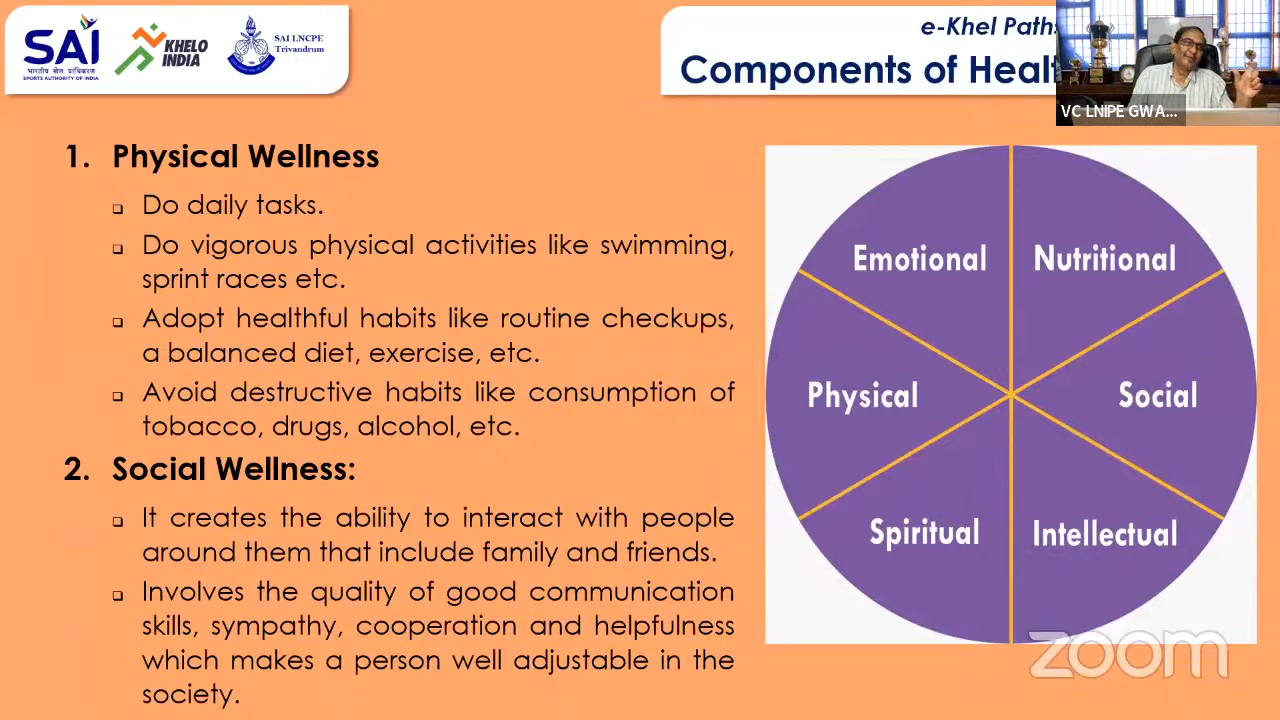 SAI
भारतीय खेल प्राधिकरण
SPORTS AUTHORITY OF INDIA
KHELO
INDIA
SAI LNCPE
Trivandrum
e-Khel Paths
Components of Healt
VC LNIPE GWA...
1. Physical Wellness
Do daily tasks.
Do vigorous physical activities like swimming,
sprint races etc.
Adopt healthful habits like routine checkups,
a balanced diet, exercise, etc.
Avoid destructive habits like consumption of
tobacco, drugs, alcohol, etc.
2. Social Wellness:
It creates the ability to interact with people
around them that include family and friends.
Involves the quality of good communication
skills, sympathy, cooperation and helpfulness
which makes a person well adjustable in the
society.
Emotional
Nutritional
Physical
Social
Spiritual
Intellectual
zoom